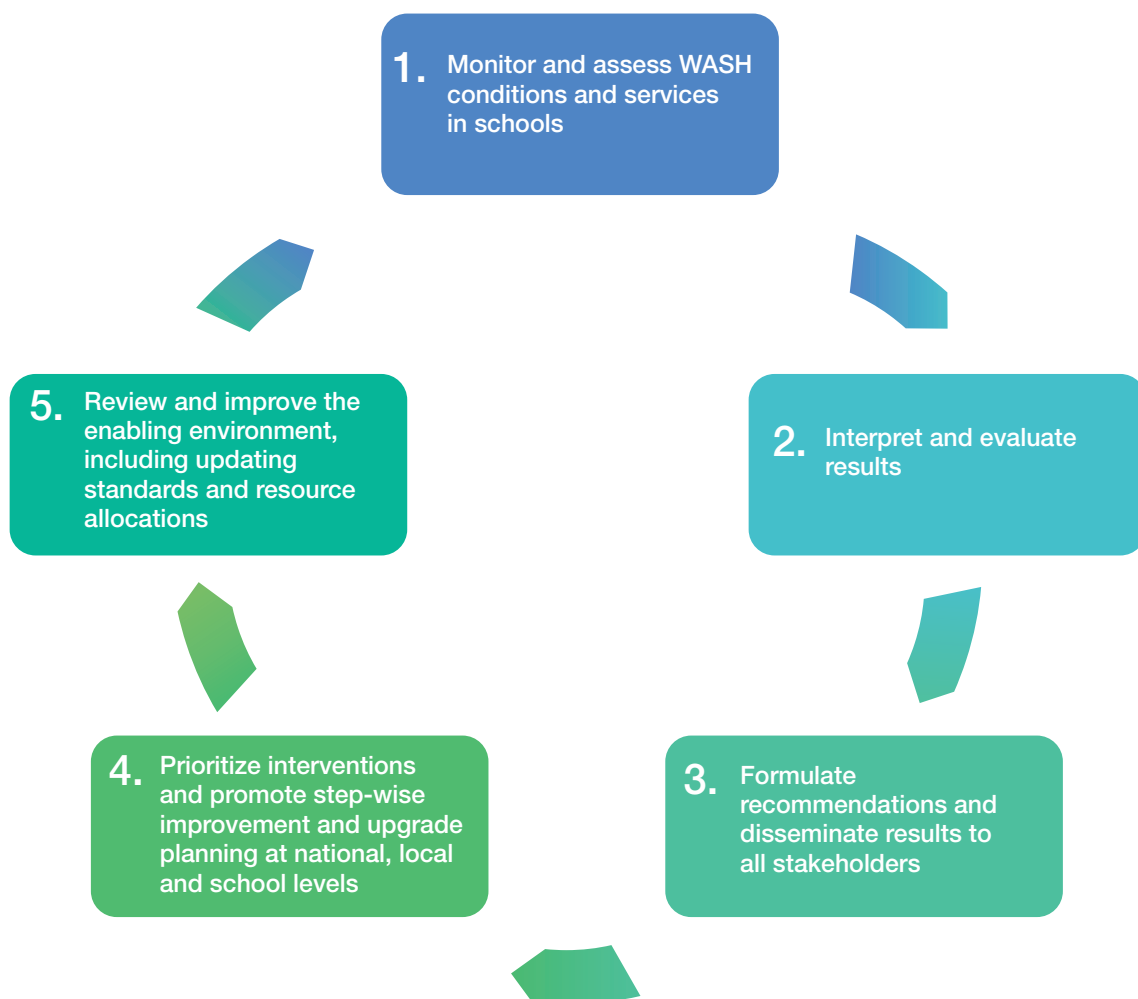 1. Monitor and assess WASH
conditions and services
in schools
2. Interpret and evaluate
results
3. Formulate
recommendations and
disseminate results to
all stakeholders
4. Prioritize interventions
and promote step-wise
improvement and upgrade
planning at national, local
and school levels
5. Review and improve the
enabling environment,
including updating
standards and resource
allocations